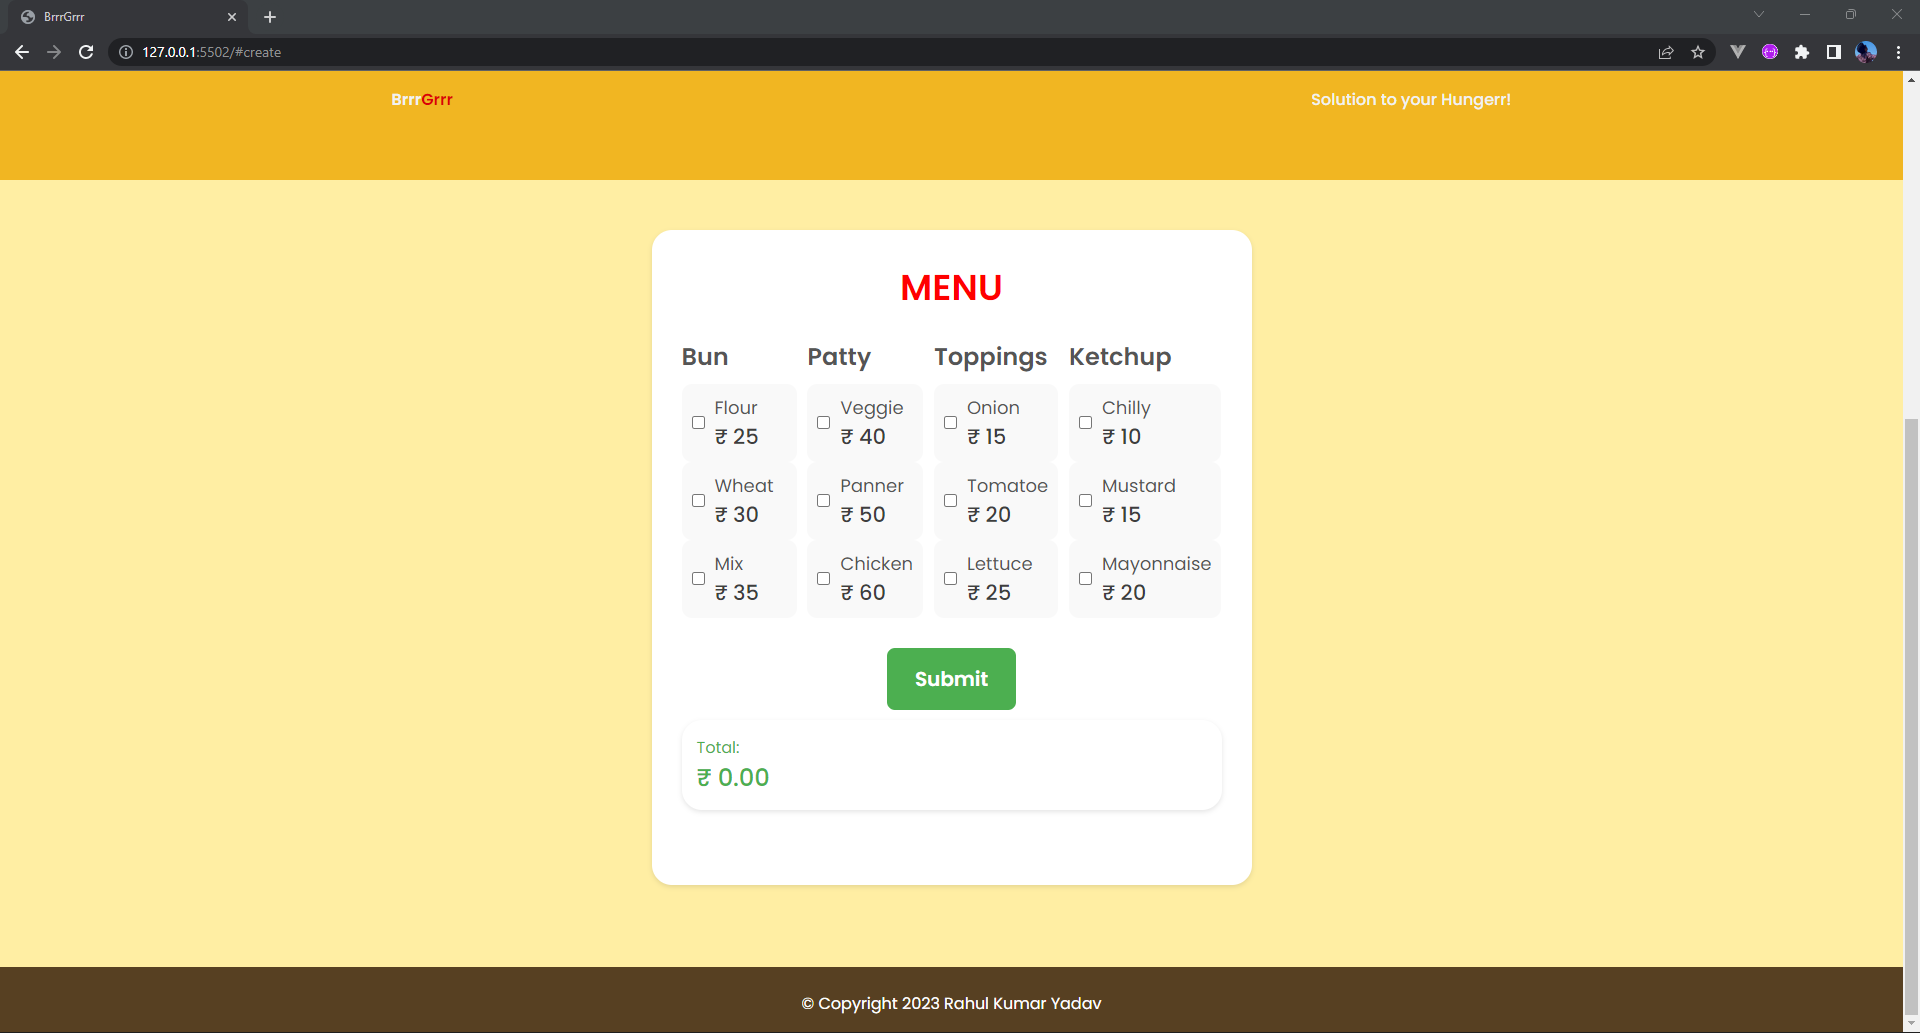 BrrrGrrr
127.0.0.1:5502/#create
BrrrGrrr
Solution to your Hungerr!
MENU
Bun Patty Toppings Ketchup
Flour Veggie Onion Chilly
₹ 25 ₹ 40 ₹ 15 ₹ 10
Wheat Panner Tomatoe Mustard
₹ 30 ₹ 50 ₹ 20 ₹ 15
Mix Chicken Lettuce Mayonnaise
₹ 35 ₹ 60 ₹ 25 ₹ 20
Submit
Total:
₹ 0.00
© Copyright 2023 Rahul Kumar Yadav